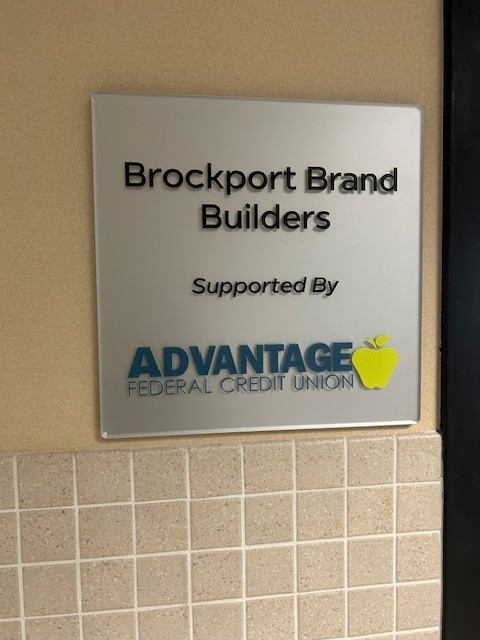 Brockport Brand
Builders
Supported By
ADVANTAGE
FEDERAL CREDIT UNION